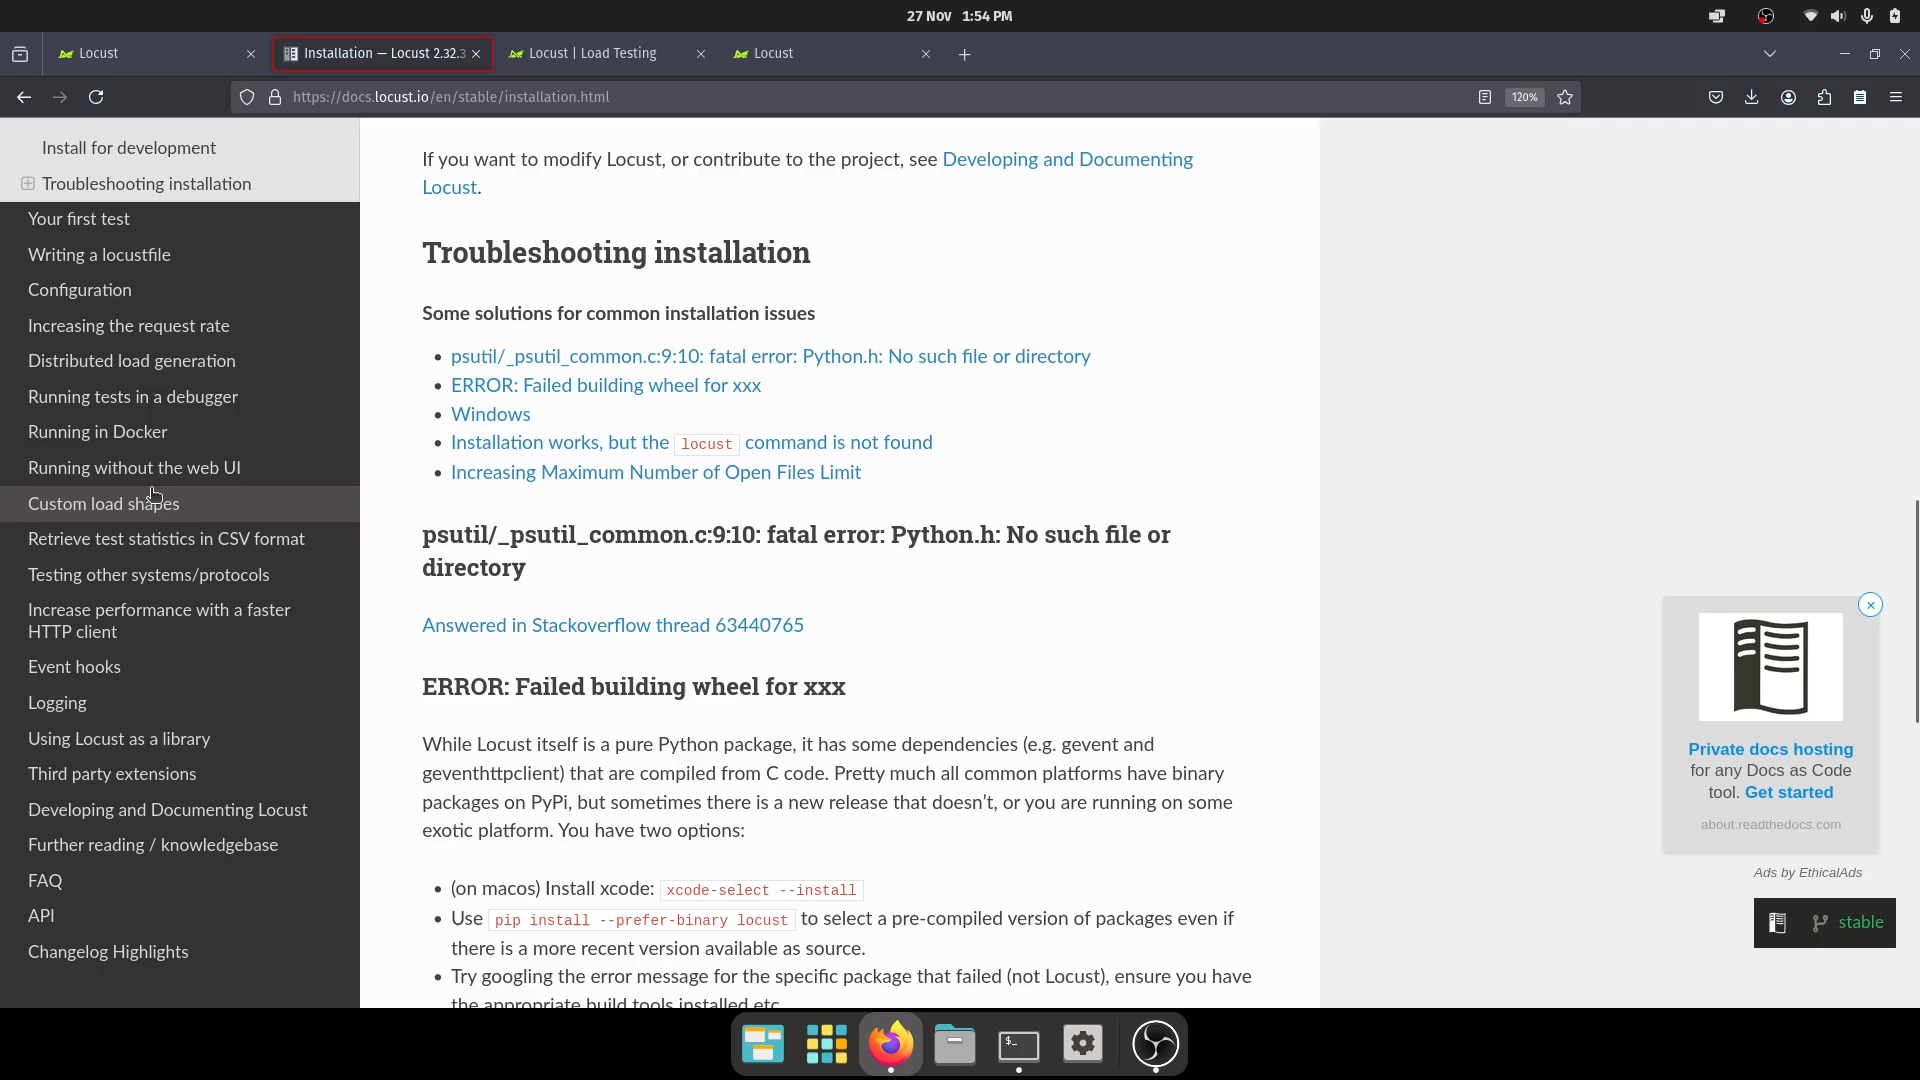 27 Nov 1:54 PM
Locust
Installation — Locust 2.32.3
Locust | Load Testing
Locust
https://docs.locust.io/en/stable/installation.html
120%
Install for development
Troubleshooting installation
Your first test
Writing a locustfile
Configuration
Increasing the request rate
Distributed load generation
Running tests in a debugger
Running in Docker
Running without the web UI
Custom load shapes
Retrieve test statistics in CSV format
Testing other systems/protocols
Increase performance with a faster
HTTP client
Event hooks
Logging
Using Locust as a library
Third party extensions
Developing and Documenting Locust
Further reading / knowledgebase
FAQ
API
Changelog Highlights
If you want to modify Locust, or contribute to the project, see Developing and Documenting
Locust.
Troubleshooting installation
Some solutions for common installation issues
• psutil/_psutil_common.c:9:10: fatal error: Python.h: No such file or directory
• ERROR: Failed building wheel for xxx
• Windows
• Installation works, but the locust command is not found
• Increasing Maximum Number of Open Files Limit
psutil/_psutil_common.c:9:10: fatal error: Python.h: No such file or
directory
Answered in Stackoverflow thread 63440765
ERROR: Failed building wheel for xxx
While Locust itself is a pure Python package, it has some dependencies (e.g. gevent and
geventhttpclient) that are compiled from C code. Pretty much all common platforms have binary
packages on PyPi, but sometimes there is a new release that doesn't, or you are running on some
exotic platform. You have two options:
• (on macos) Install xcode: xcode-select --install
• Use pip install --prefer-binary locust to select a pre-compiled version of packages even if
there is a more recent version available as source.
• Try googling the error message for the specific package that failed (not Locust), ensure you have
the appropriate build tools installed etc.
Private docs hosting
for any Docs as Code
tool. Get started
about.readthedocs.com
Ads by EthicalAds
stable
$_